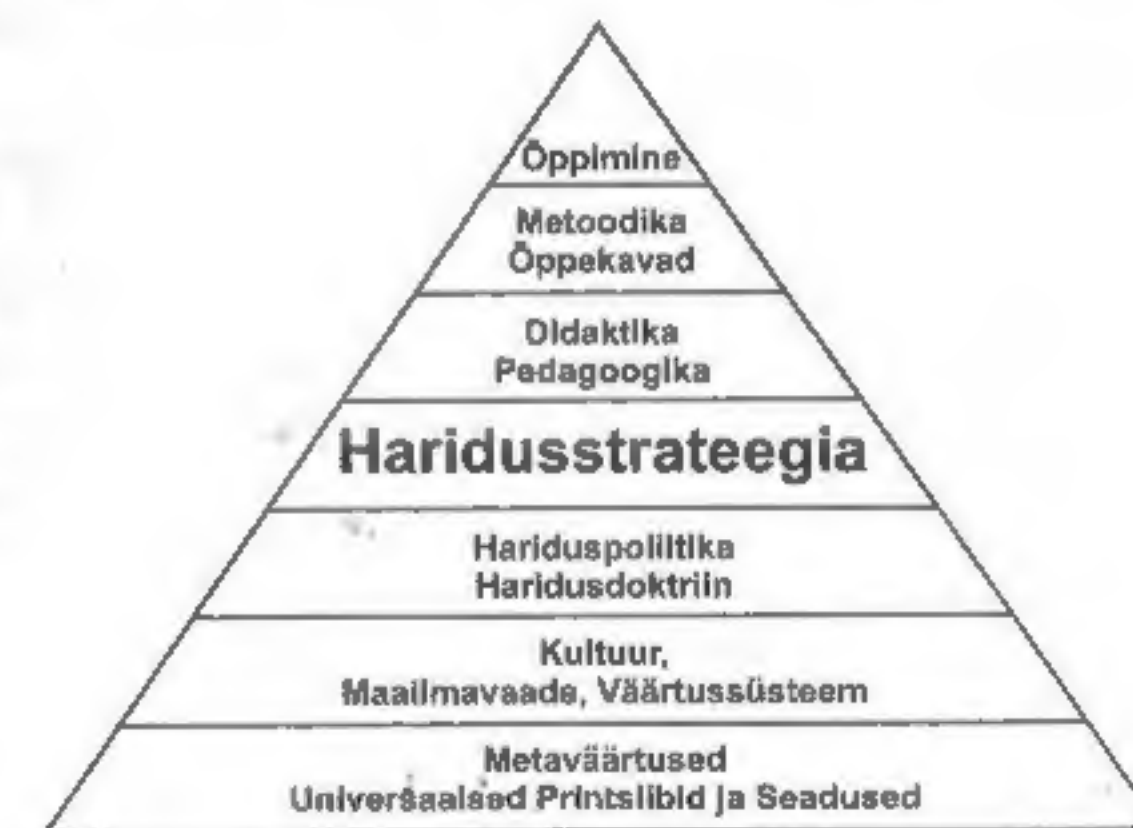 Õppimine
Metoodika
Õppekavad
Didaktika
Pedagoogika
Haridusstrateegia
Hariduspoliitika
Haridusdoktriin
Kultuur,
Maailmavaade, Väärtussüsteem
Metaväärtused
Universaalsed Printsiibid ja Seadused